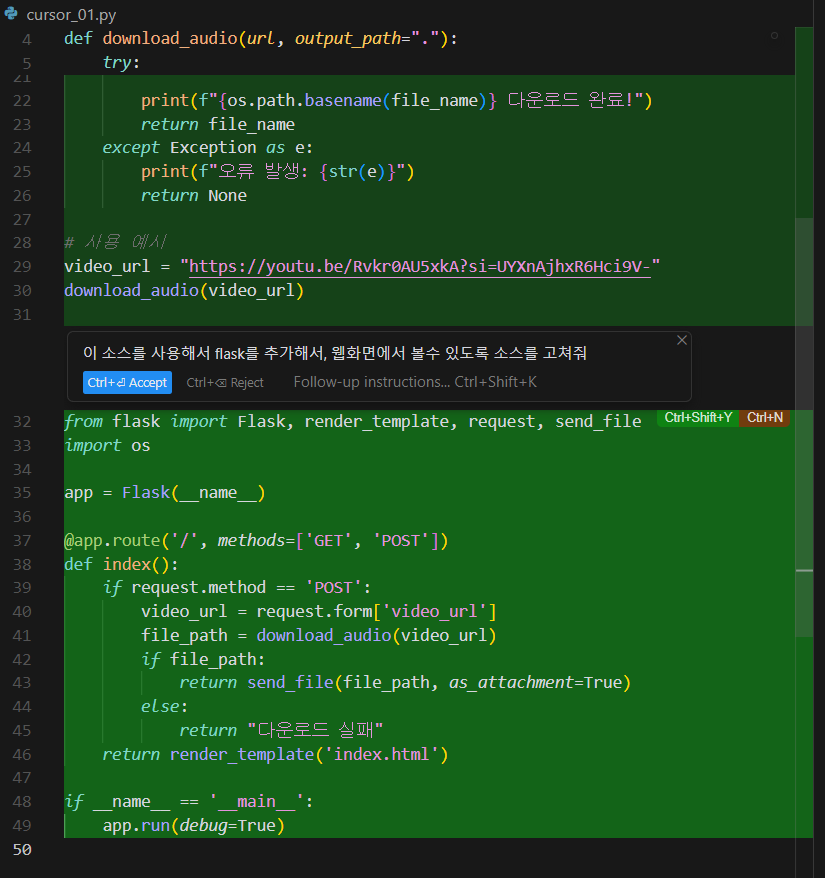 cursor_01.py
4 def download_audio(url, output_path="."):
5 try:
21
22 print(f"{os.path.basename(file_name)} 다운로드 완료!")
23 return file_name
24 except Exception as e:
25 print(f"오류 발생: {str(e)}")
26 return None
27
28 # 사용 예시
29 video_url = "https://youtu.be/Rvkr0AU5xkA?si=UYXnAjhxR6Hci9V-"
30 download_audio(video_url)
31
이 소스를 사용해서 flask를 추가해서, 웹화면에서 볼수 있도록 소스를 고쳐줘
Ctrl+⏎ Accept Ctrl+⌫ Reject Follow-up instructions... Ctrl+Shift+K
32 from flask import Flask, render_template, request, send_file Ctrl+Shift+Y Ctrl+N
33 import os
34
35 app = Flask(__name__)
36
37 @app.route('/', methods=['GET', 'POST'])
38 def index():
39 if request.method == 'POST':
40 video_url = request.form['video_url']
41 file_path = download_audio(video_url)
42 if file_path:
43 return send_file(file_path, as_attachment=True)
44 else:
45 return "다운로드 실패"
46 return render_template('index.html')
47
48 if __name__ == '__main__':
49 app.run(debug=True)
50